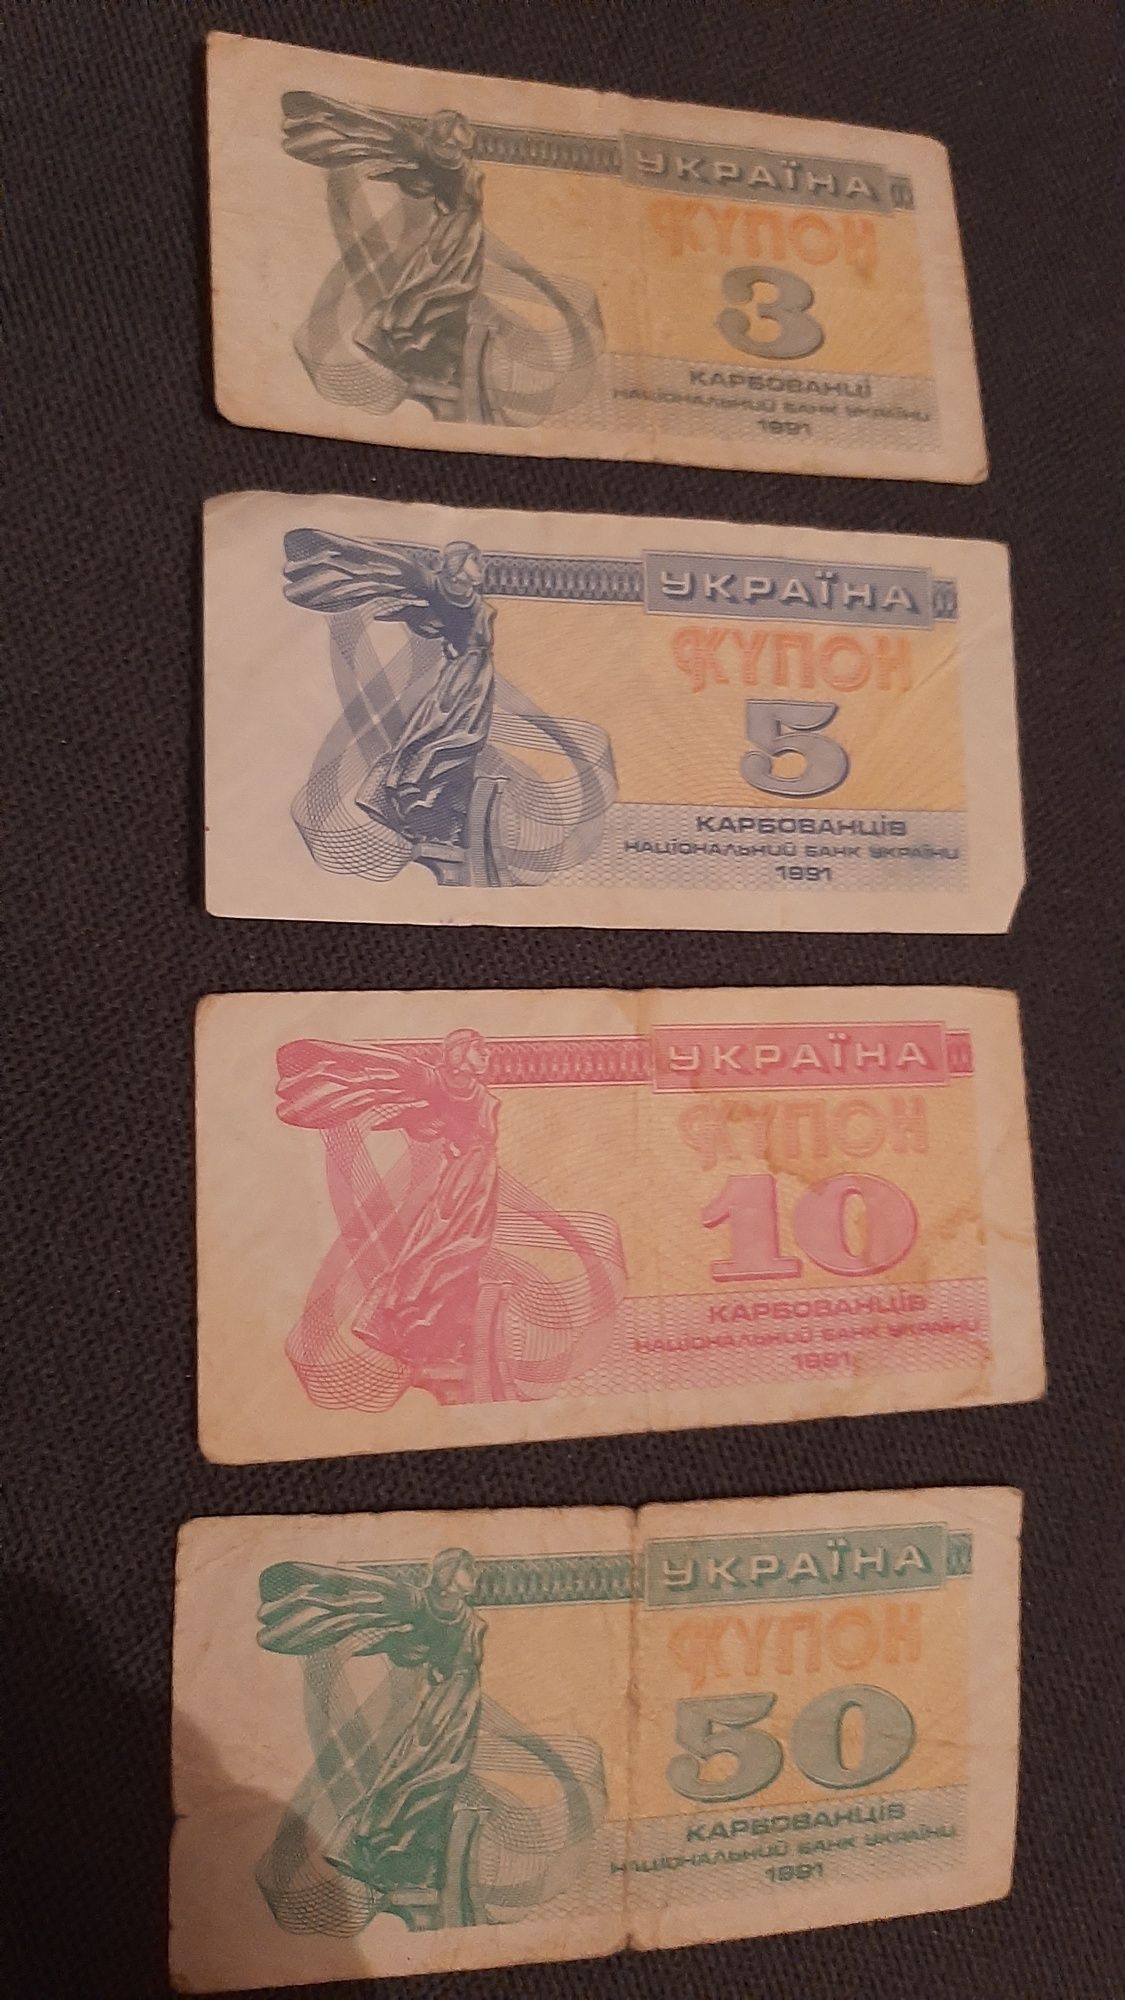 УКРАЇНА
КУПОН
3
КАРБОВАНЦІ
НАЦІОНАЛЬНИЙ БАНК УКРАЇНИ
1991
УКРАЇНА
КУПОН
5
КАРБОВАНЦІВ
НАЦІОНАЛЬНИЙ БАНК УКРАЇНИ
1991
УКРАЇНА
КУПОН
10
КАРБОВАНЦІВ
НАЦІОНАЛЬНИЙ БАНК УКРАЇНИ
1991
УКРАЇНА
КУПОН
50
КАРБОВАНЦІВ
НАЦІОНАЛЬНИЙ БАНК УКРАЇНИ
1991